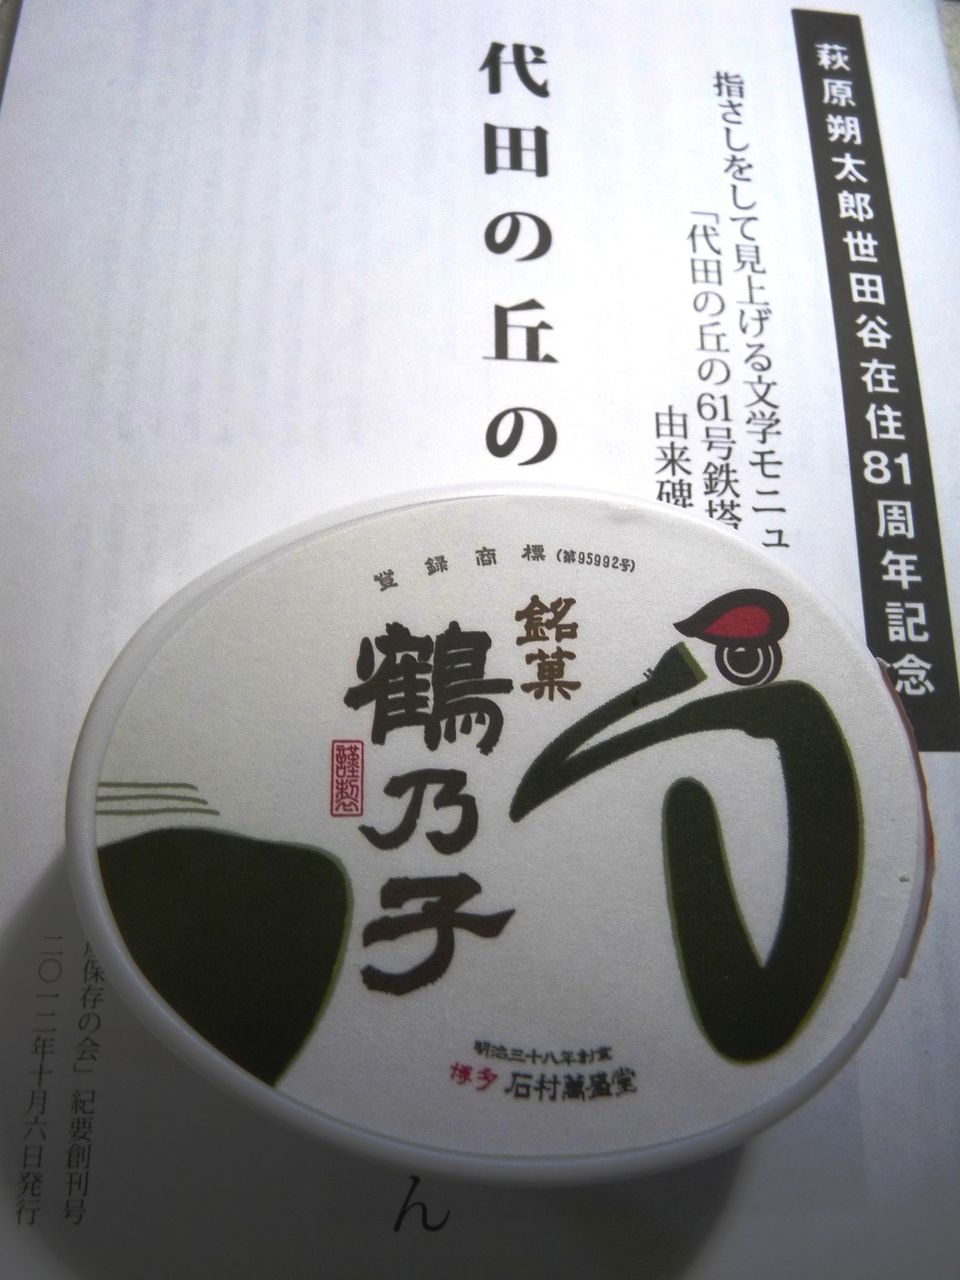 萩原朔太郎世田谷在住81周年記念
指さしをして見上げる文学モニュ
「代田の丘の61号鉄塔
由来碑
代田の丘の
登録商標(第95992号)
銘菓
鶴乃子
謹製
明治三十八年創業
博多 石村萬盛堂
ん
保存の会」紀要創刊号
二〇一二年十月六日発行